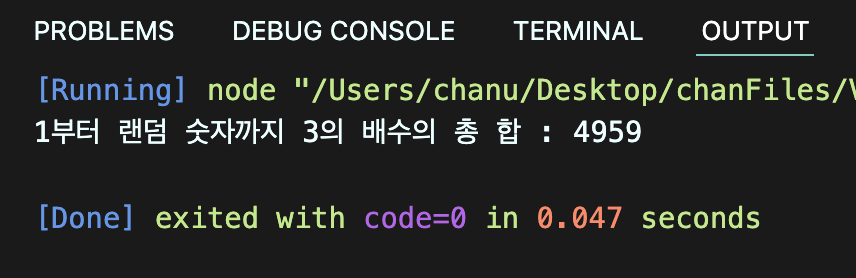 PROBLEMS DEBUG CONSOLE TERMINAL OUTPUT
[Running] node "/Users/chanu/Desktop/chanFiles/
1부터 랜덤 숫자까지 3의 배수의 총 합 : 4959
[Done] exited with code=0 in 0.047 seconds